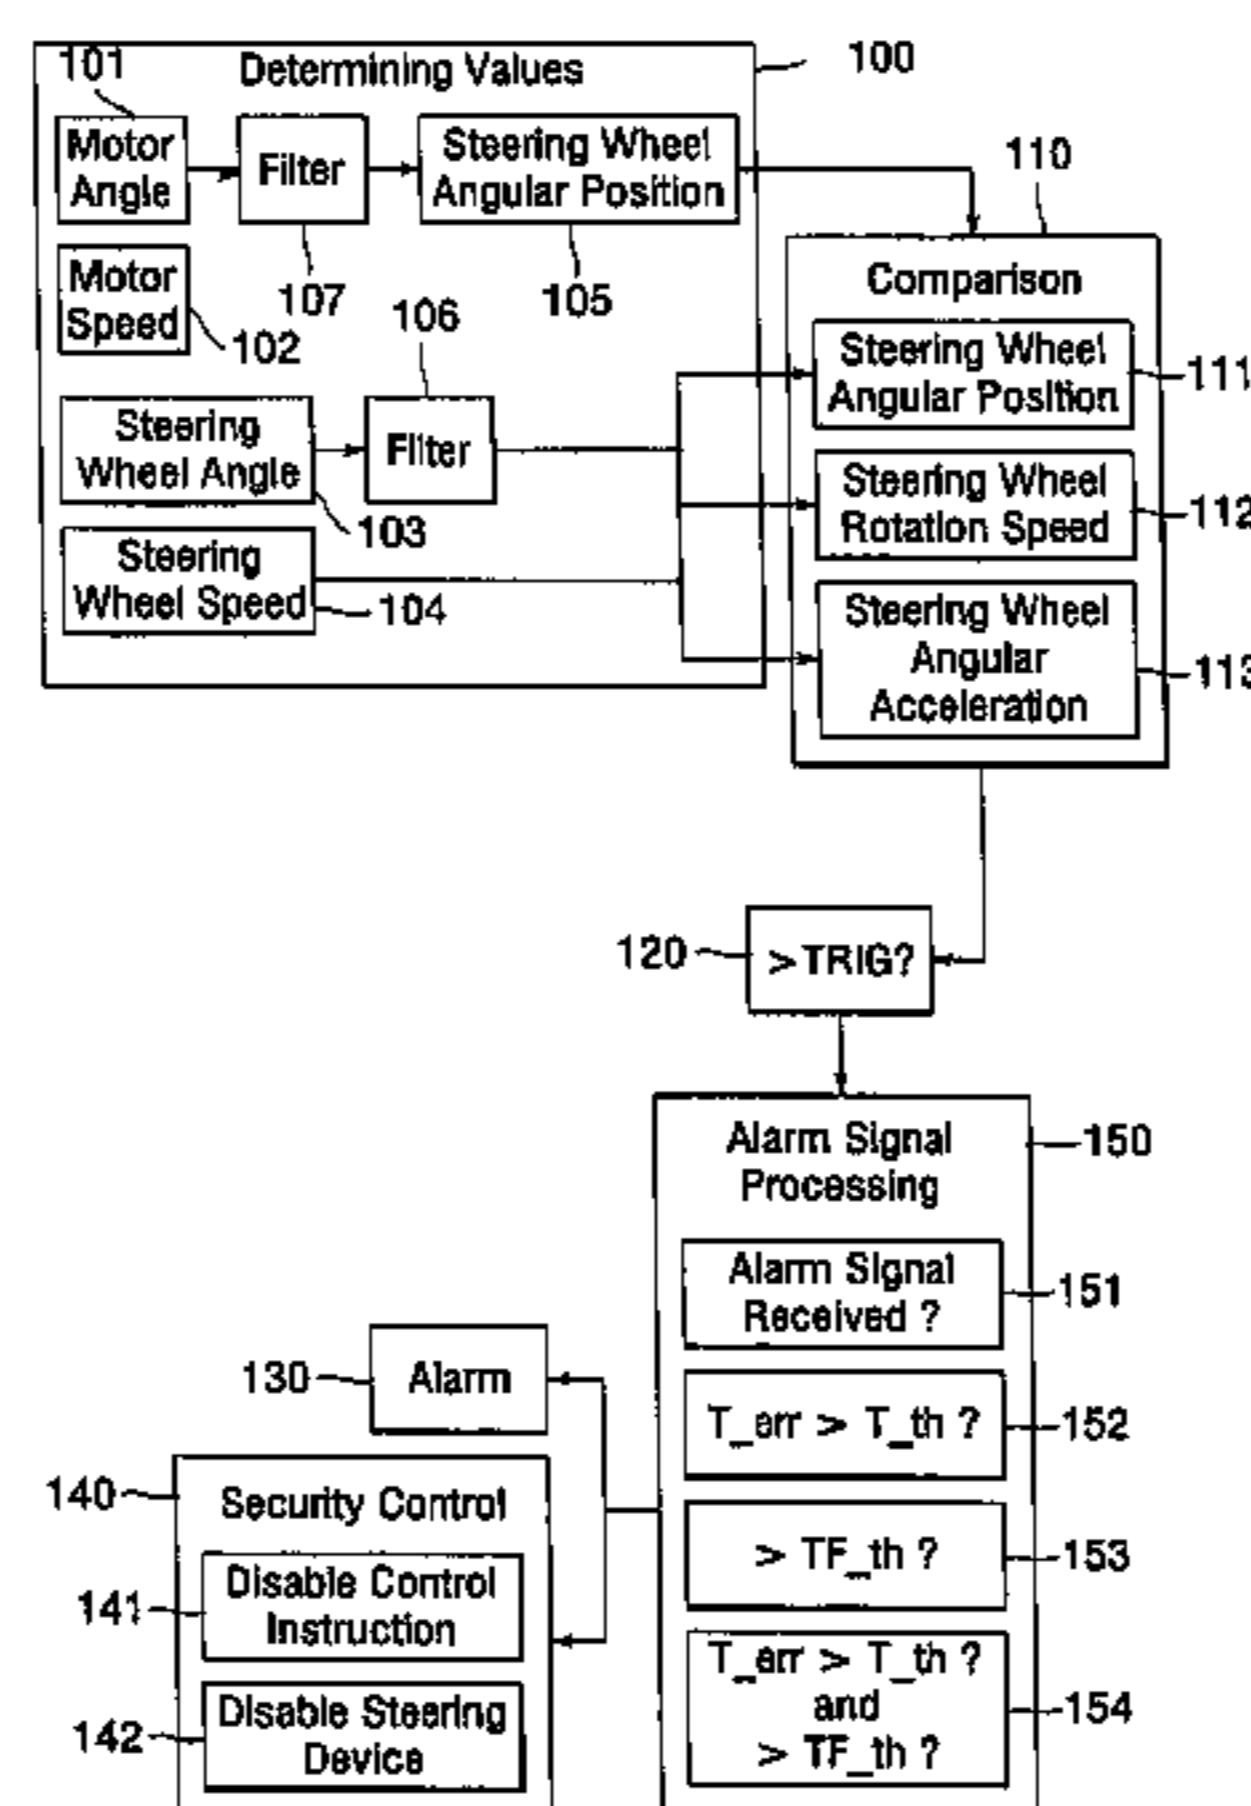 101
Determining Values
100
Motor
Angle
Filter
Steering Wheel
Angular Position
107
105
Motor
Speed
102
106
Steering
Wheel Angle
Filter
103
Steering
Wheel Speed
104
110
Comparison
Steering Wheel
Angular Position
111
Steering Wheel
Rotation Speed
112
Steering Wheel
Angular
Acceleration
113
120
> TRIG?
Alarm Signal
Processing
150
Alarm Signal
Received ?
151
T_err > T_th ?
152
> TF_th ?
153
T_err > T_th ?
and
> TF_th ?
154
130
Alarm
140
Security Control
141
Disable Control
Instruction
142
Disable Steering
Device